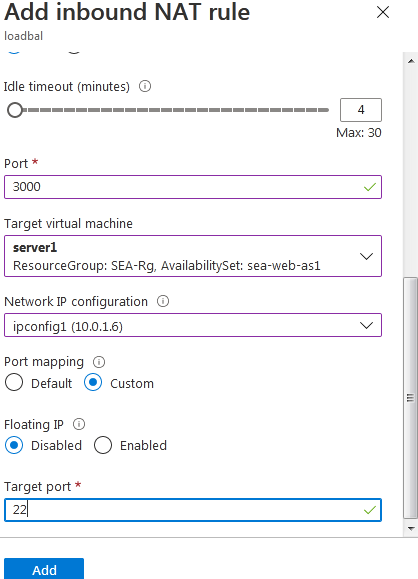 Add inbound NAT rule
loadbal
Idle timeout (minutes)
4
Max: 30
Port *
3000
Target virtual machine
server1
ResourceGroup: SEA-Rg, AvailabilitySet: sea-web-as1
Network IP configuration
ipconfig1 (10.0.1.6)
Port mapping
Default Custom
Floating IP
Disabled Enabled
Target port *
22
Add